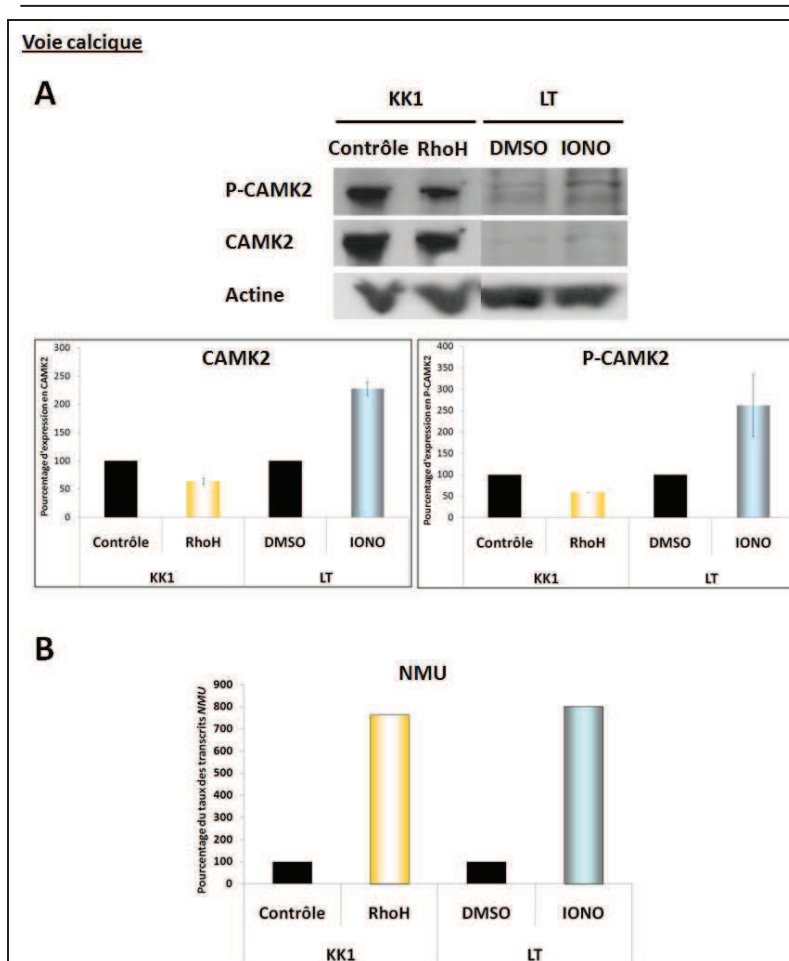 Voie calcique
A
KK1 LT
Contrôle RhoH DMSO IONO
P-CAMK2
CAMK2
Actine
CAMK2
Pourcentage d'expression en CAMK2
300
250
200
150
100
50
0
Contrôle RhoH DMSO IONO
KK1 LT
P-CAMK2
Pourcentage d'expression en P-CAMK2
400
350
300
250
200
150
100
50
0
Contrôle RhoH DMSO IONO
KK1 LT
B
NMU
Pourcentage du taux des transcrits NMU
900
800
700
600
500
400
300
200
100
0
Contrôle RhoH DMSO IONO
KK1 LT